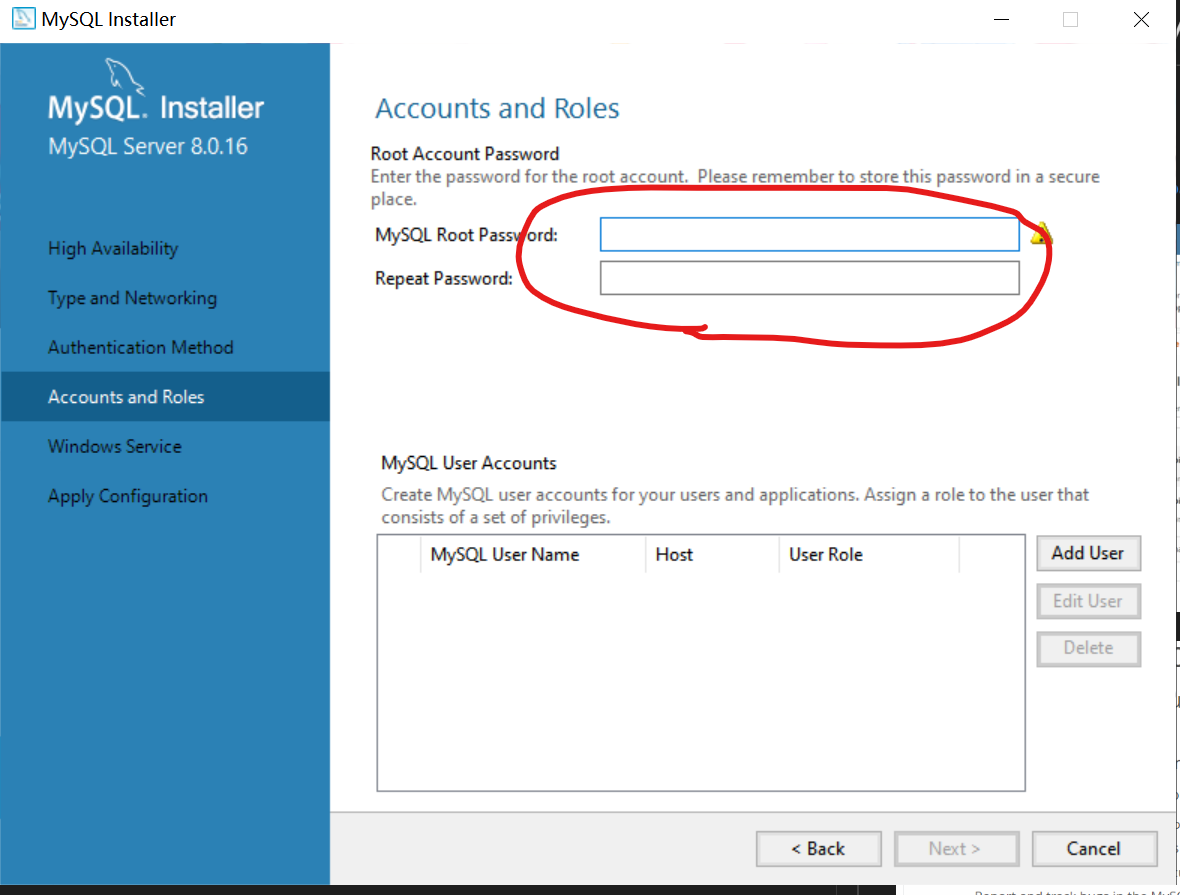 MySQL Installer
MySQL. Installer
MySQL Server 8.0.16
High Availability
Type and Networking
Authentication Method
Accounts and Roles
Windows Service
Apply Configuration
Accounts and Roles
Root Account Password
Enter the password for the root account.  Please remember to store this password in a secure
place.
MySQL Root Password:
Repeat Password:
MySQL User Accounts
Create MySQL user accounts for your users and applications. Assign a role to the user that
consists of a set of privileges.
MySQL User Name Host User Role
Add User
Edit User
Delete
< Back Next > Cancel